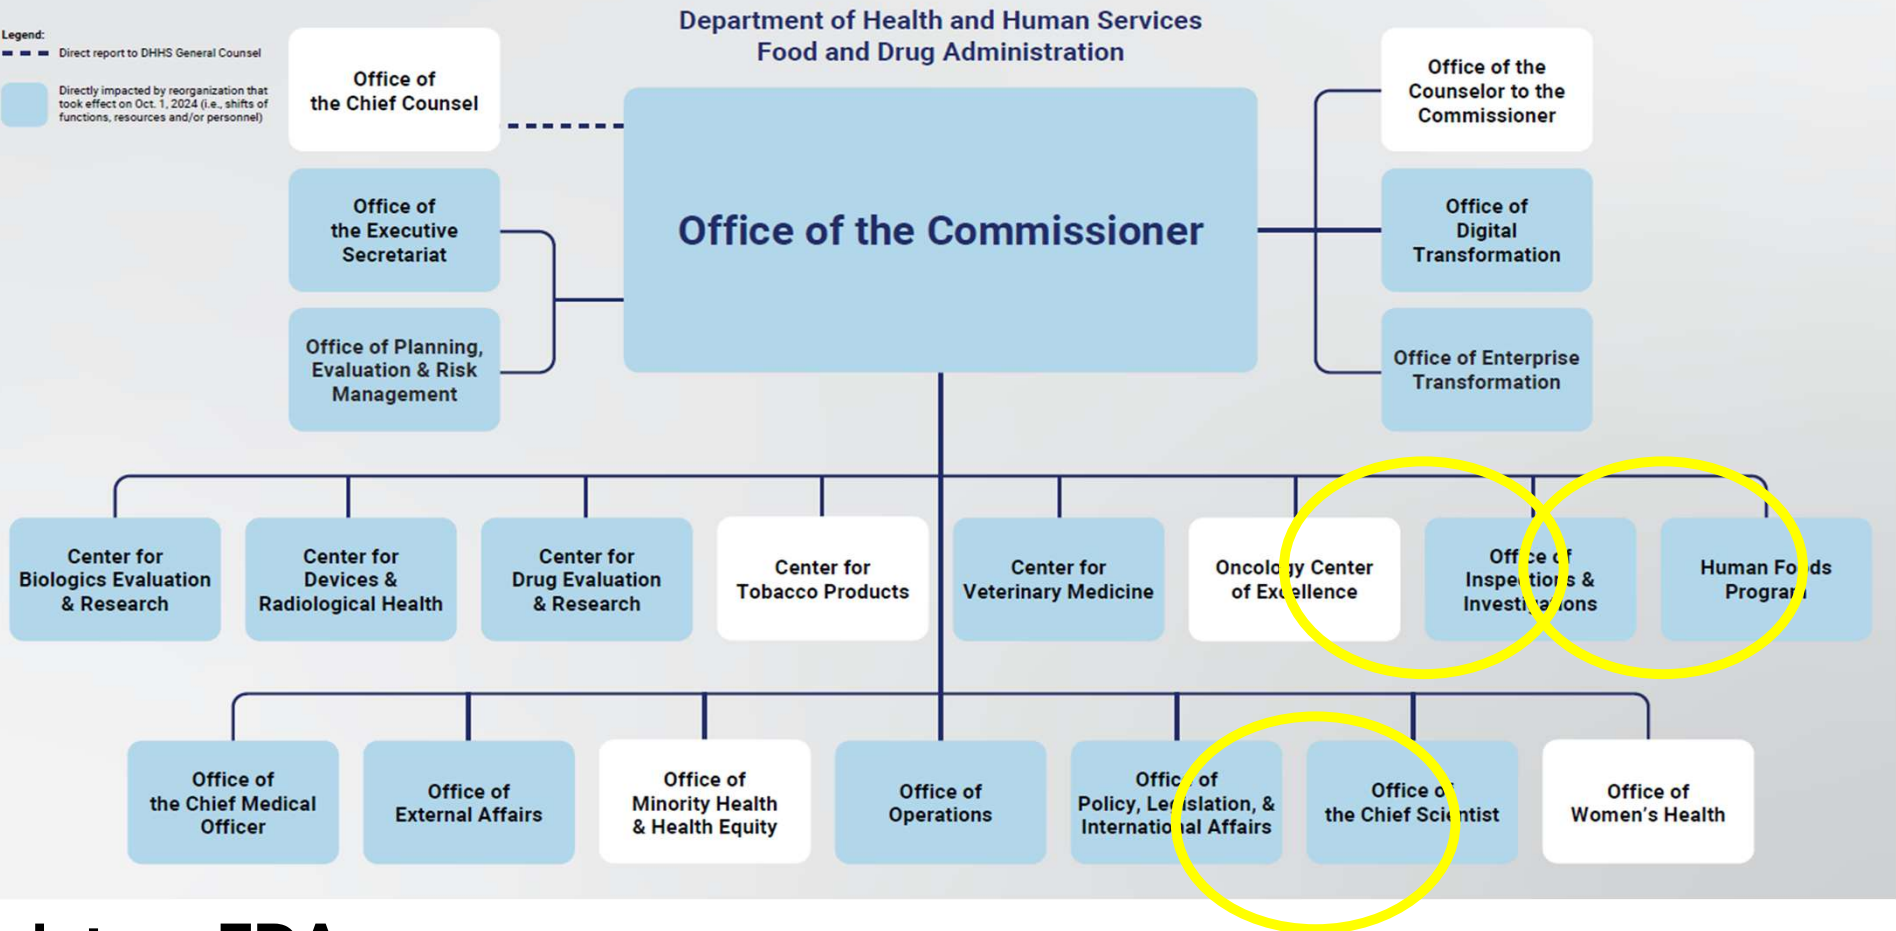 Department of Health and Human Services
Food and Drug Administration
Legend:
Direct report to DHHS General Counsel
Directly impacted by reorganization that
took effect on Oct. 1, 2024 (i.e., shifts of
functions, resources and/or personnel)
Office of
the Chief Counsel
Office of the
Counselor to the
Commissioner
Office of
the Executive
Secretariat
Office of the Commissioner
Office of
Digital
Transformation
Office of Planning,
Evaluation & Risk
Management
Office of Enterprise
Transformation
Center for
Biologics Evaluation
& Research
Center for
Devices &
Radiological Health
Center for
Drug Evaluation
& Research
Center for
Tobacco Products
Center for
Veterinary Medicine
Oncology Center
of Excellence
Office of
Inspections &
Investigations
Human Foods
Program
Office of
the Chief Medical
Officer
Office of
External Affairs
Office of
Minority Health
& Health Equity
Office of
Operations
Office of
Policy, Legislation, &
International Affairs
Office of
the Chief Scientist
Office of
Women's Health
FDA